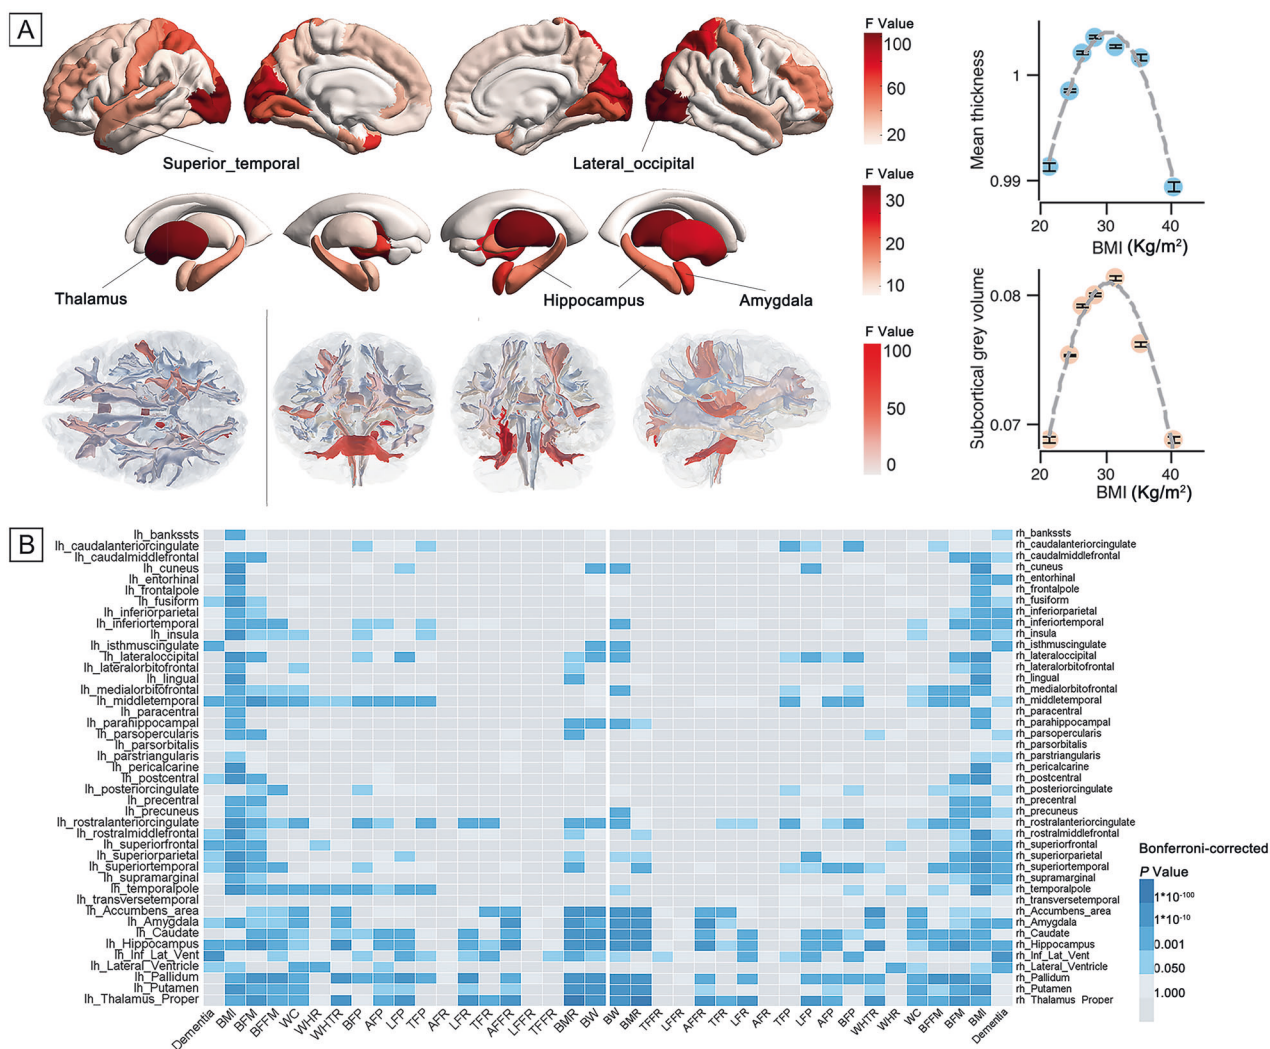 A
F Value
100
60
20
Superior_temporal
Lateral_occipital
Mean thickness
1
0.99
20
30
40
BMI (Kg/m²)
F Value
30
20
10
Thalamus
Hippocampus
Amygdala
Subcortical grey volume
0.08
0.07
20
30
40
BMI (Kg/m²)
F Value
100
50
0
B
lh_bankssts
lh_caudalanteriorcingulate
lh_caudalmiddlefrontal
lh_cuneus
lh_entorhinal
lh_frontalpole
lh_fusiform
lh_inferiorparietal
lh_inferiortemporal
lh_insula
lh_isthmuscingulate
lh_lateraloccipital
lh_lateralorbitofrontal
lh_lingual
lh_medialorbitofrontal
lh_middletemporal
lh_paracentral
lh_parahippocampal
lh_parsopercularis
lh_parsorbitalis
lh_parstriangularis
lh_pericalcarine
lh_postcentral
lh_posteriorcingulate
lh_precentral
lh_precuneus
lh_rostralanteriorcingulate
lh_rostralmiddlefrontal
lh_superiorfrontal
lh_superiorparietal
lh_superiortemporal
lh_supramarginal
lh_temporalpole
lh_transversetemporal
lh_Accumbens_area
lh_Amygdala
lh_Caudate
lh_Hippocampus
lh_Inf_Lat_Vent
lh_Lateral_Ventricle
lh_Pallidum
lh_Putamen
lh_Thalamus_Proper
rh_bankssts
rh_caudalanteriorcingulate
rh_caudalmiddlefrontal
rh_cuneus
rh_entorhinal
rh_frontalpole
rh_fusiform
rh_inferiorparietal
rh_inferiortemporal
rh_insula
rh_isthmuscingulate
rh_lateraloccipital
rh_lateralorbitofrontal
rh_lingual
rh_medialorbitofrontal
rh_middletemporal
rh_paracentral
rh_parahippocampal
rh_parsopercularis
rh_parsorbitalis
rh_parstriangularis
rh_pericalcarine
rh_postcentral
rh_posteriorcingulate
rh_precentral
rh_precuneus
rh_rostralanteriorcingulate
rh_rostralmiddlefrontal
rh_superiorfrontal
rh_superiorparietal
rh_superiortemporal
rh_supramarginal
rh_temporalpole
rh_transversetemporal
rh_Accumbens_area
rh_Amygdala
rh_Caudate
rh_Hippocampus
rh_Inf_Lat_Vent
rh_Lateral_Ventricle
rh_Pallidum
rh_Putamen
rh_Thalamus_Proper
Dementia
BMI
BFM
BFFM
WC
WHR
WHTR
BFP
AFP
LFP
TFP
AFR
LFR
TFR
AFFR
LFFR
TFFR
BMR
BW
BW
BMR
TFFR
LFFR
AFFR
TFR
LFR
AFR
TFP
LFP
AFP
BFP
WHTR
WHR
WC
BFFM
BFM
BMI
Dementia
Bonferroni-corrected
P Value
1*10⁻¹⁰⁰
1*10⁻¹⁰
0.001
0.050
1.000